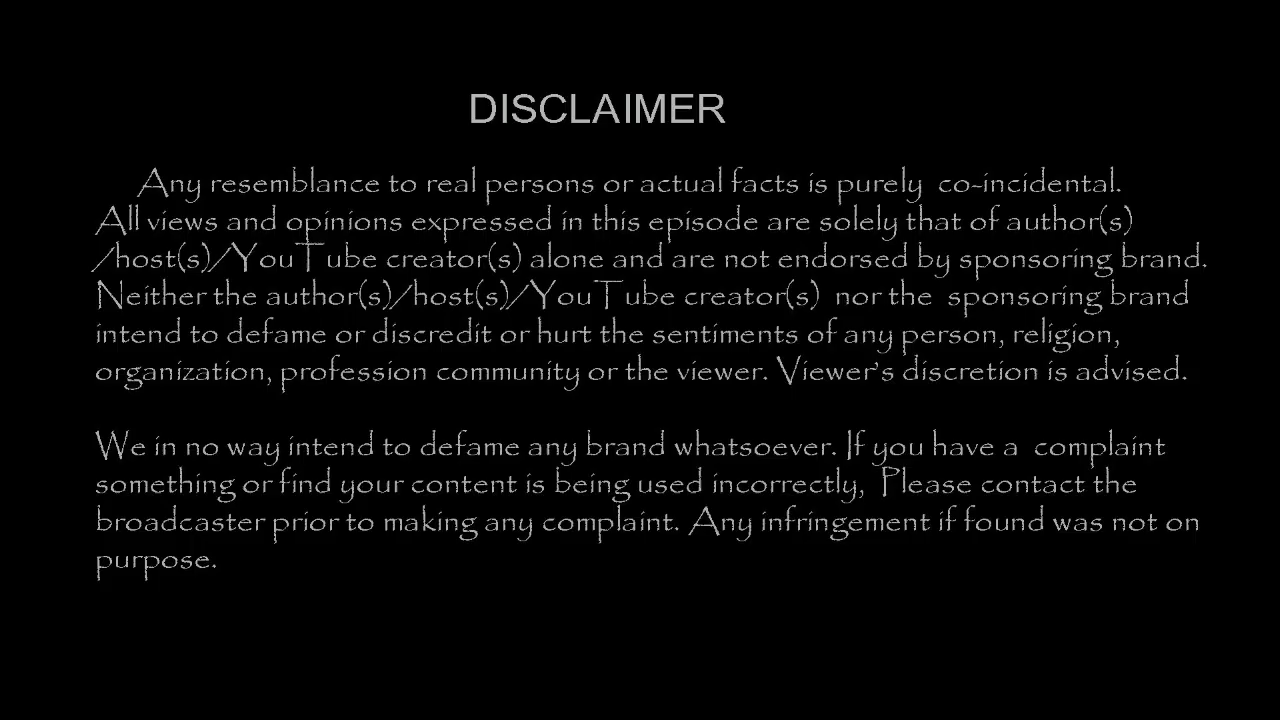 DISCLAIMER
Any resemblance to real persons or actual facts is purely co-incidental.
All views and opinions expressed in this episode are solely that of author(s)
/host(s)/YouTube creator(s) alone and are not endorsed by sponsoring brand.
Neither the author(s)/host(s)/YouTube creator(s) nor the sponsoring brand
intend to defame or discredit or hurt the sentiments of any person, religion,
organization, profession community or the viewer. Viewer's discretion is advised.
We in no way intend to defame any brand whatsoever. If you have a complaint
something or find your content is being used incorrectly, Please contact the
broadcaster prior to making any complaint. Any infringement if found was not on
purpose.